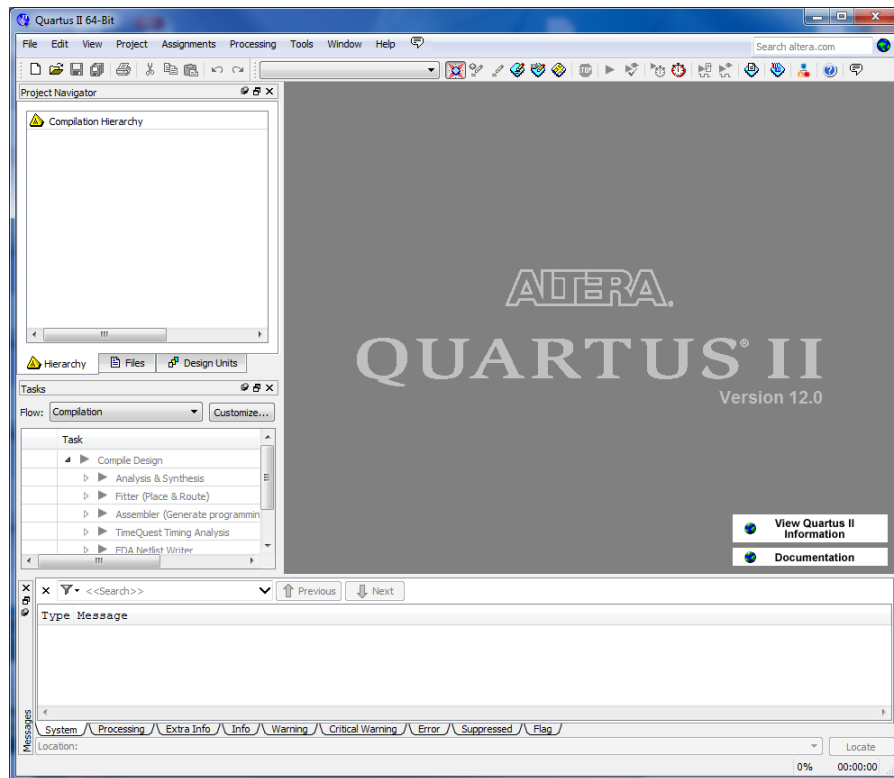 Quartus II 64-Bit
File Edit View Project Assignments Processing Tools Window Help
Search altera.com
STOP
Project Navigator
Compilation Hierarchy
Hierarchy Files Design Units
Tasks
Flow: Compilation Customize...
Task
Compile Design
Analysis & Synthesis
Fitter (Place & Route)
Assembler (Generate programmin
TimeQuest Timing Analysis
EDA Netlist Writer
ALTERA.
QUARTUS® II
Version 12.0
View Quartus II
Information
Documentation
<<Search>> Previous Next
Type Message
Messages
System Processing Extra Info Info Warning Critical Warning Error Suppressed Flag
Location: Locate
0% 00:00:00